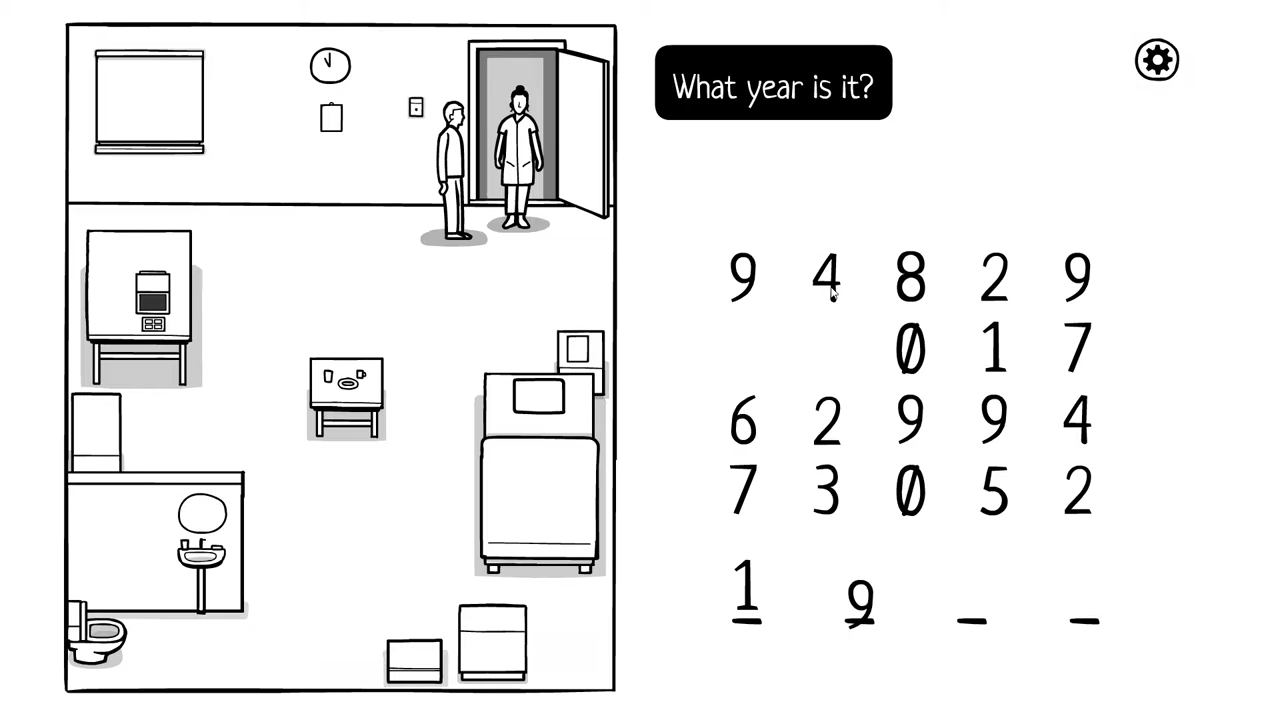 What year is it?
9 4 8 2 9
0 1 7
6 2 9 9 4
7 3 0 5 2
1 9 _ _